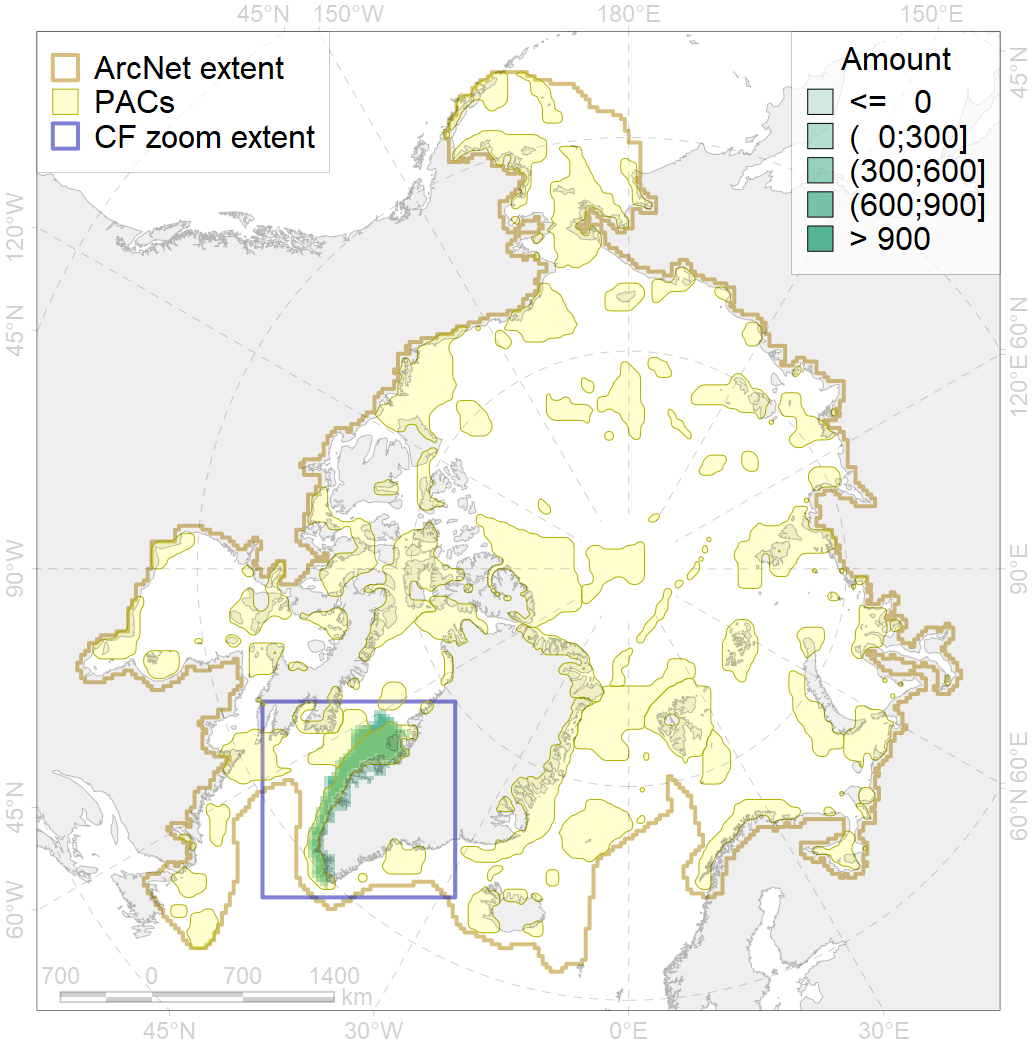 45°N 150°W 180°E 150°E
ArcNet extent
PACs
CF zoom extent
Amount
<= 0
( 0;300]
(300;600]
(600;900]
> 900
45°N
120°W
45°N
60°N
120°E
90°W
90°E
45°N
60°E
60°N
60°W
700 0 700 1400
km
45°N 30°W 0°E 30°E